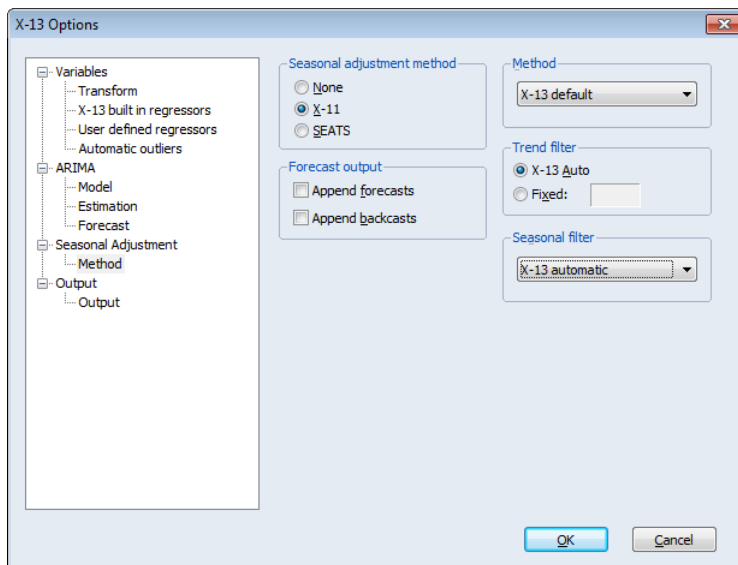 X-13 Options
Variables
Transform
X-13 built in regressors
User defined regressors
Automatic outliers
ARIMA
Model
Estimation
Forecast
Seasonal Adjustment
Method
Output
Output
Seasonal adjustment method
None
X-11
SEATS
Forecast output
Append forecasts
Append backcasts
Method
X-13 default
Trend filter
X-13 Auto
Fixed:
Seasonal filter
X-13 automatic
OK
Cancel